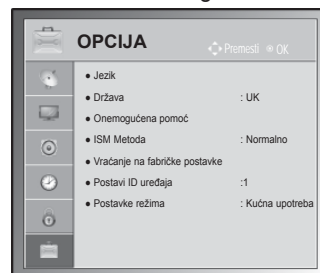 OPCIJA
Premesti OK
● Jezik
● Država : UK
● Onemogućena pomoć
● ISM Metoda : Normalno
● Vraćanje na fabričke postavke
● Postavi ID uređaja :1
● Postavke režima : Kućna upotreba